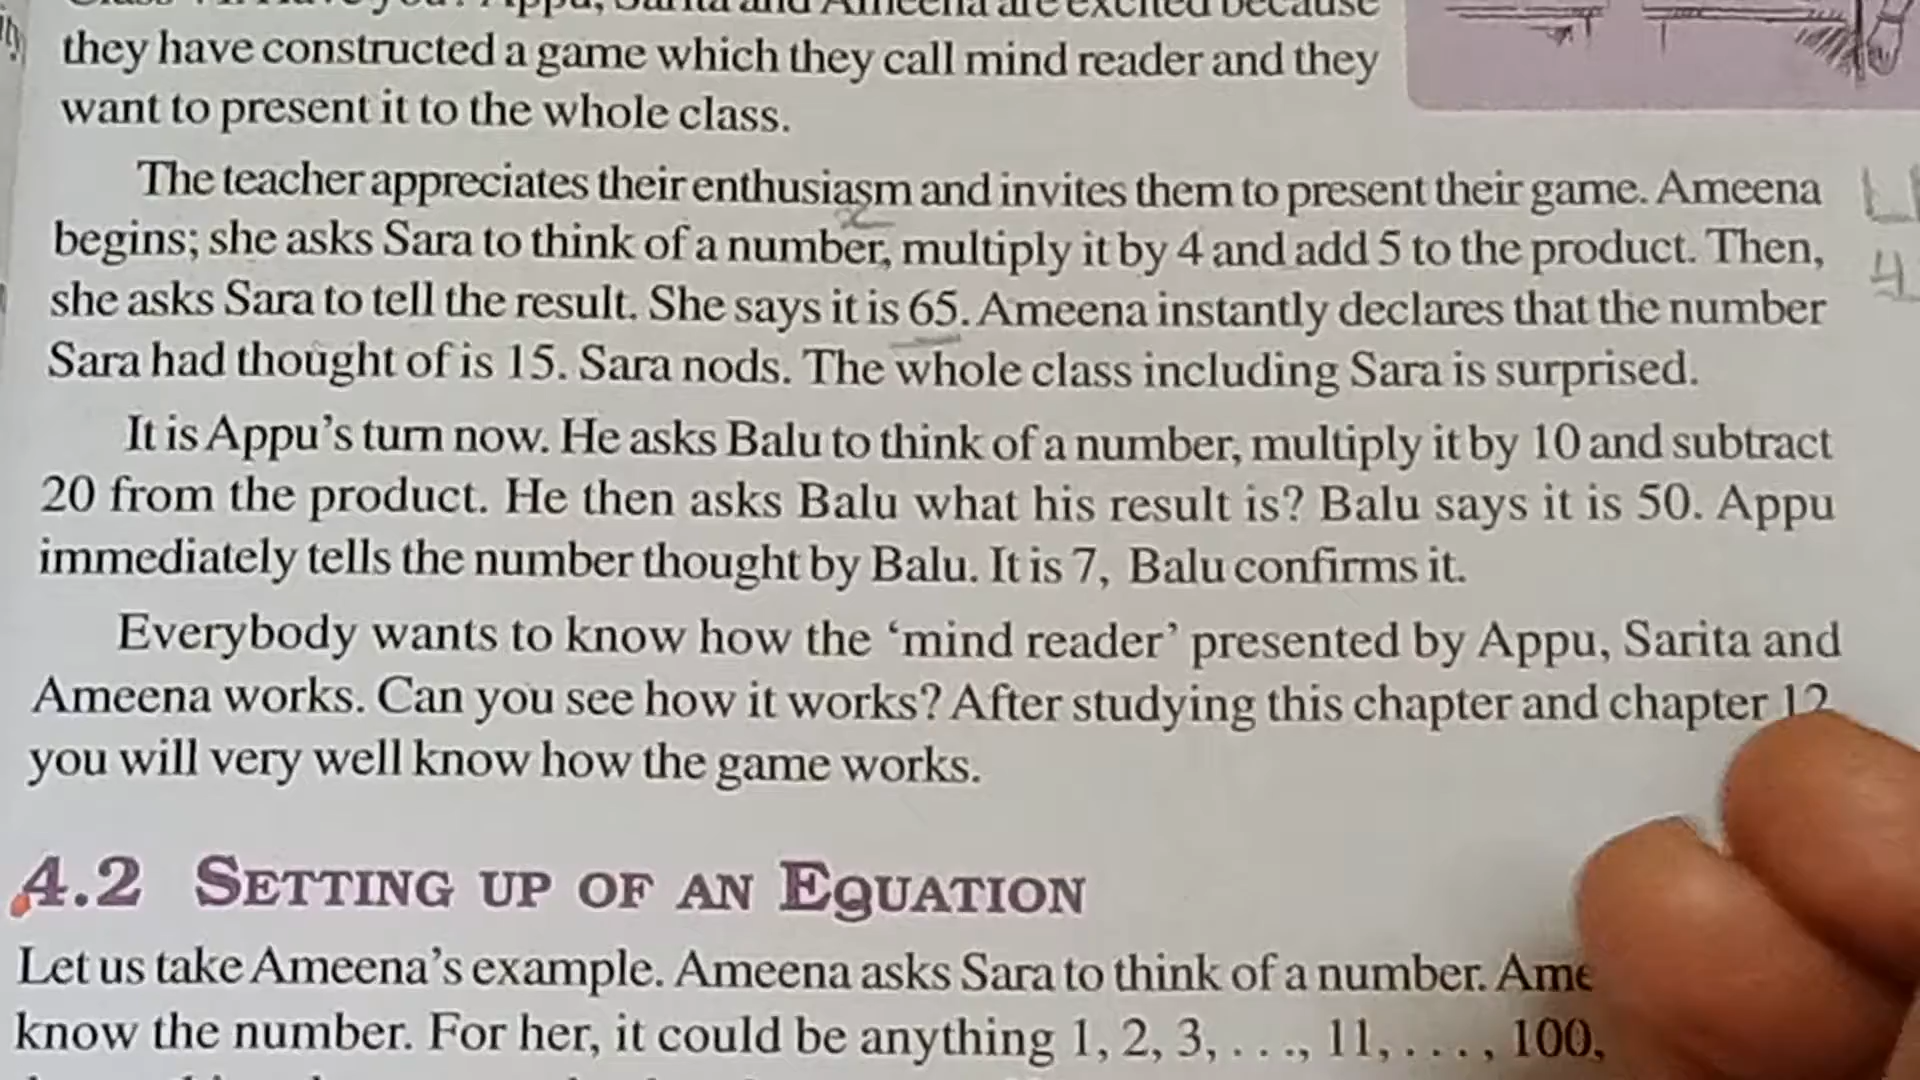 Appu, Sarita and Ameena are excited because
they have constructed a game which they call mind reader and they
want to present it to the whole class.
The teacher appreciates their enthusiasm and invites them to present their game. Ameena
begins; she asks Sara to think of a number, multiply it by 4 and add 5 to the product. Then,
she asks Sara to tell the result. She says it is 65. Ameena instantly declares that the number
Sara had thought of is 15. Sara nods. The whole class including Sara is surprised.
It is Appu's turn now. He asks Balu to think of a number, multiply it by 10 and subtract
20 from the product. He then asks Balu what his result is? Balu says it is 50. Appu
immediately tells the number thought by Balu. It is 7, Balu confirms it.
Everybody wants to know how the ‘mind reader’ presented by Appu, Sarita and
Ameena works. Can you see how it works? After studying this chapter and chapter 12
you will very well know how the game works.
4.2 SETTING UP OF AN EQUATION
Let us take Ameena's example. Ameena asks Sara to think of a number. Ame
know the number. For her, it could be anything 1, 2, 3, . . ., 11, . . . , 100,